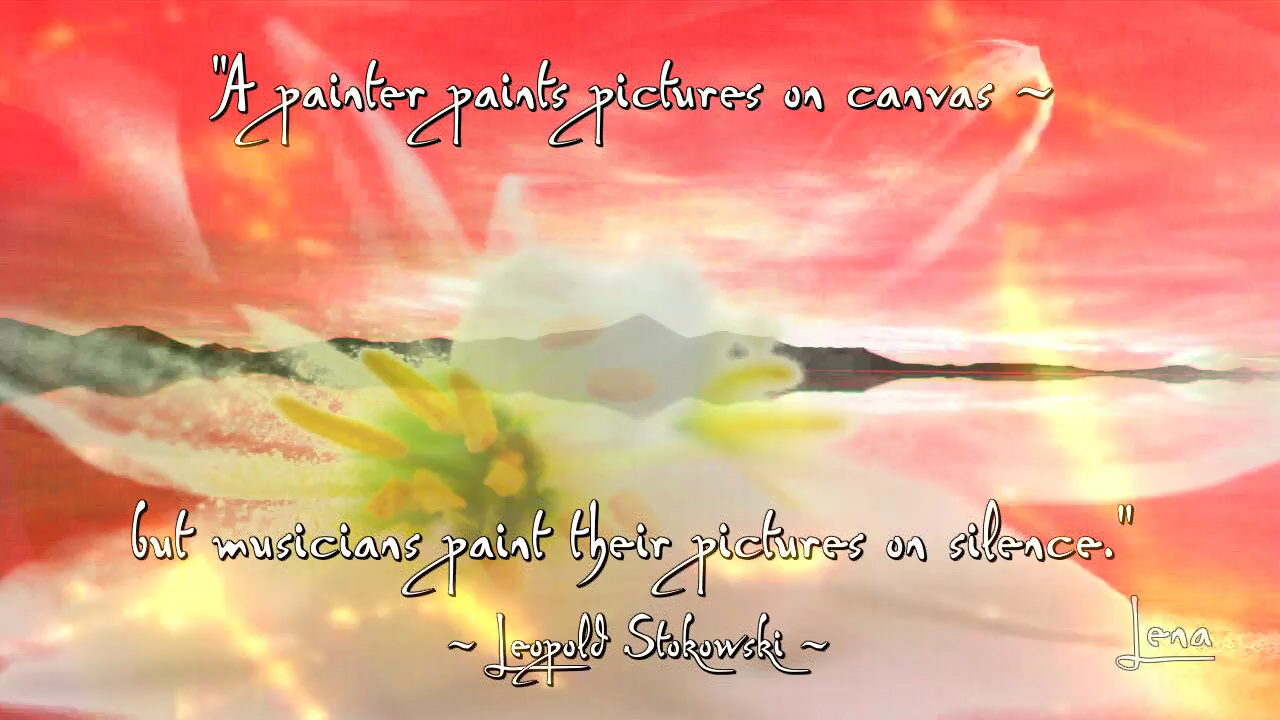 "A painter paints pictures on canvas ~
but musicians paint their pictures on silence."
~ Leopold Stokowski ~
Lena